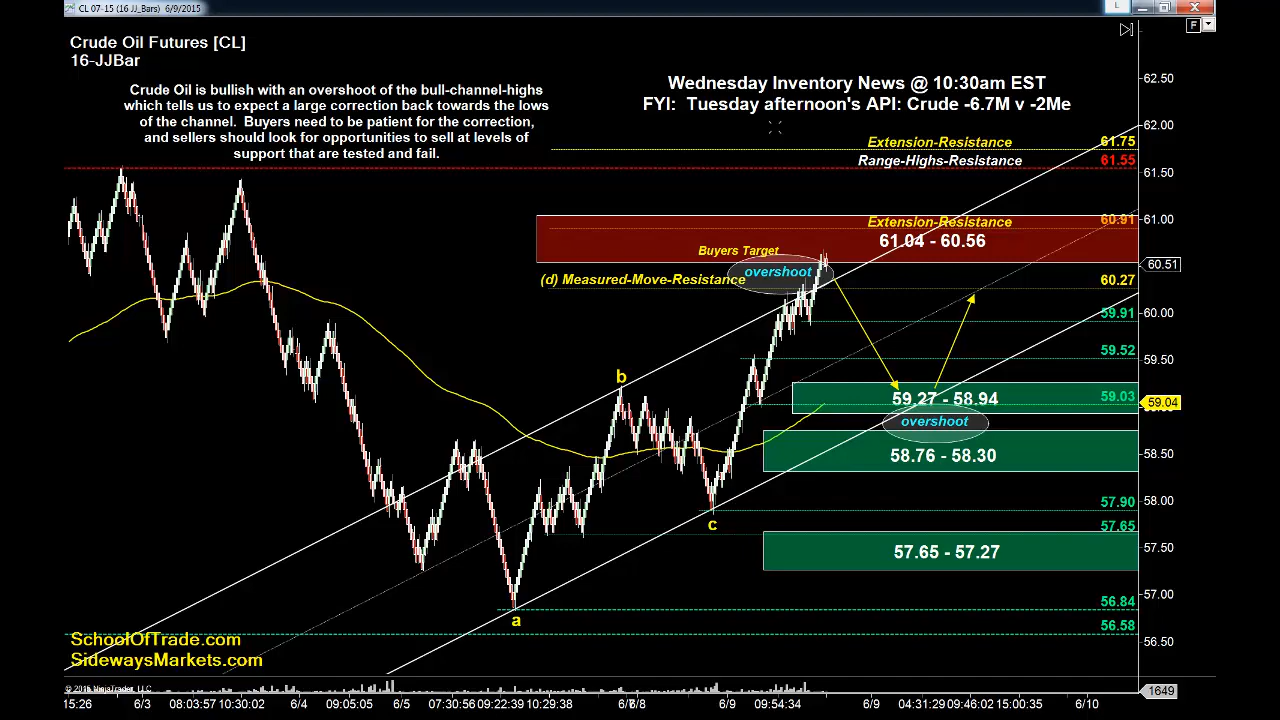 CL 07-15 (16 JJ_Bars) 6/9/2015
L
F
Crude Oil Futures [CL]
16-JJBar
Crude Oil is bullish with an overshoot of the bull-channel-highs
which tells us to expect a large correction back towards the lows
of the channel. Buyers need to be patient for the correction,
and sellers should look for opportunities to sell at levels of
support that are tested and fail.
Wednesday Inventory News @ 10:30am EST
FYI: Tuesday afternoon's API: Crude -6.7M v -2Me
62.50
62.00
Extension-Resistance
61.75
Range-Highs-Resistance
61.55
61.50
Extension-Resistance
60.91
61.00
61.04 - 60.56
Buyers Target
overshoot
60.51
(d) Measured-Move-Resistance
60.27
59.91
60.00
59.52
59.50
b
59.27 - 58.94
59.03
59.04
overshoot
58.76 - 58.30
58.50
57.90
58.00
c
57.65
57.50
57.65 - 57.27
56.84
57.00
a
56.58
56.50
SchoolOfTrade.com
SidewaysMarkets.com
© 2015 NinjaTrader, LLC
1649
15:26 6/3 08:03:57 10:30:02 6/4 09:05:05 6/5 09:22:39 10:29:38 6/8 6/9 09:54:34 6/9 04:31:29 09:46:02 15:00:35 6/10